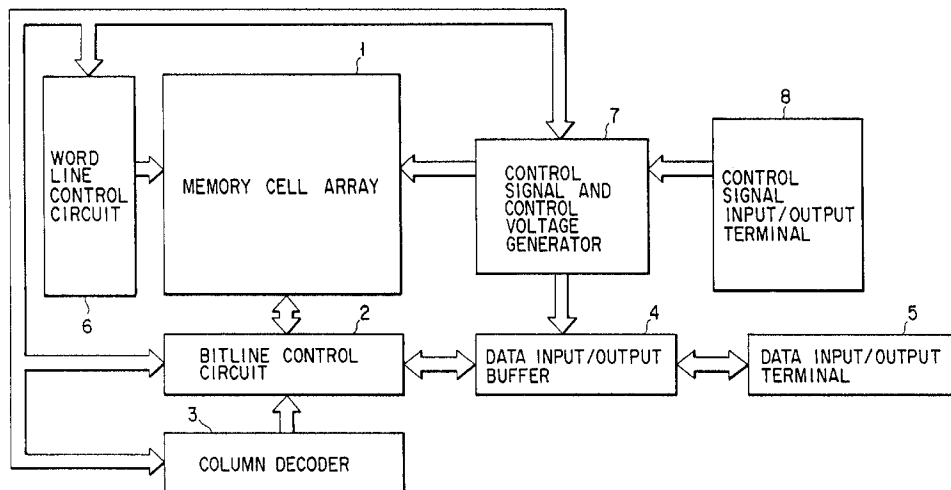 1
7
8
WORD
LINE
CONTROL
CIRCUIT
MEMORY CELL ARRAY
CONTROL
SIGNAL AND
CONTROL
VOLTAGE
GENERATOR
CONTROL
SIGNAL
INPUT/OUTPUT
TERMINAL
6
2
4
5
BITLINE CONTROL
CIRCUIT
DATA INPUT/OUTPUT
BUFFER
DATA INPUT/OUTPUT
TERMINAL
3
COLUMN DECODER